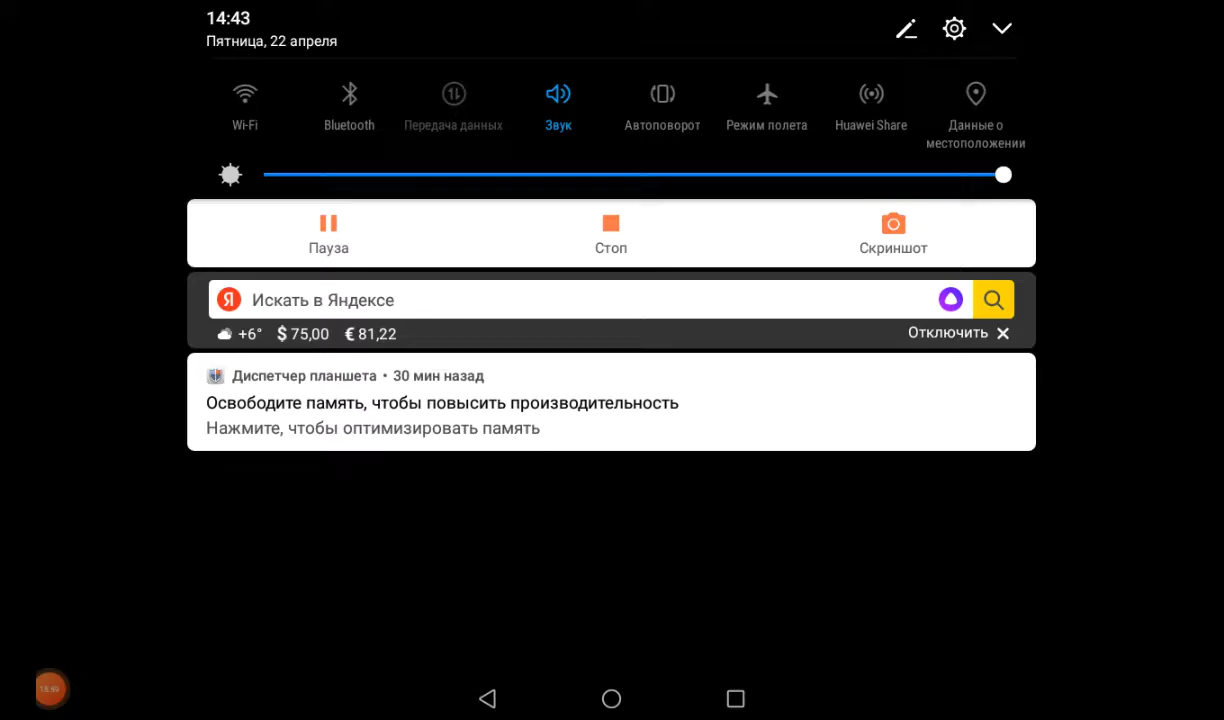 14:43
Пятница, 22 апреля
Wi-Fi Bluetooth Передача данных Звук Автоповорот Режим полета Huawei Share Данные о местоположении
Пауза Стоп Скриншот
Я Искать в Яндексе
+6° $ 75,00 € 81,22 Отключить
Диспетчер планшета • 30 мин назад
Освободите память, чтобы повысить производительность
Нажмите, чтобы оптимизировать память